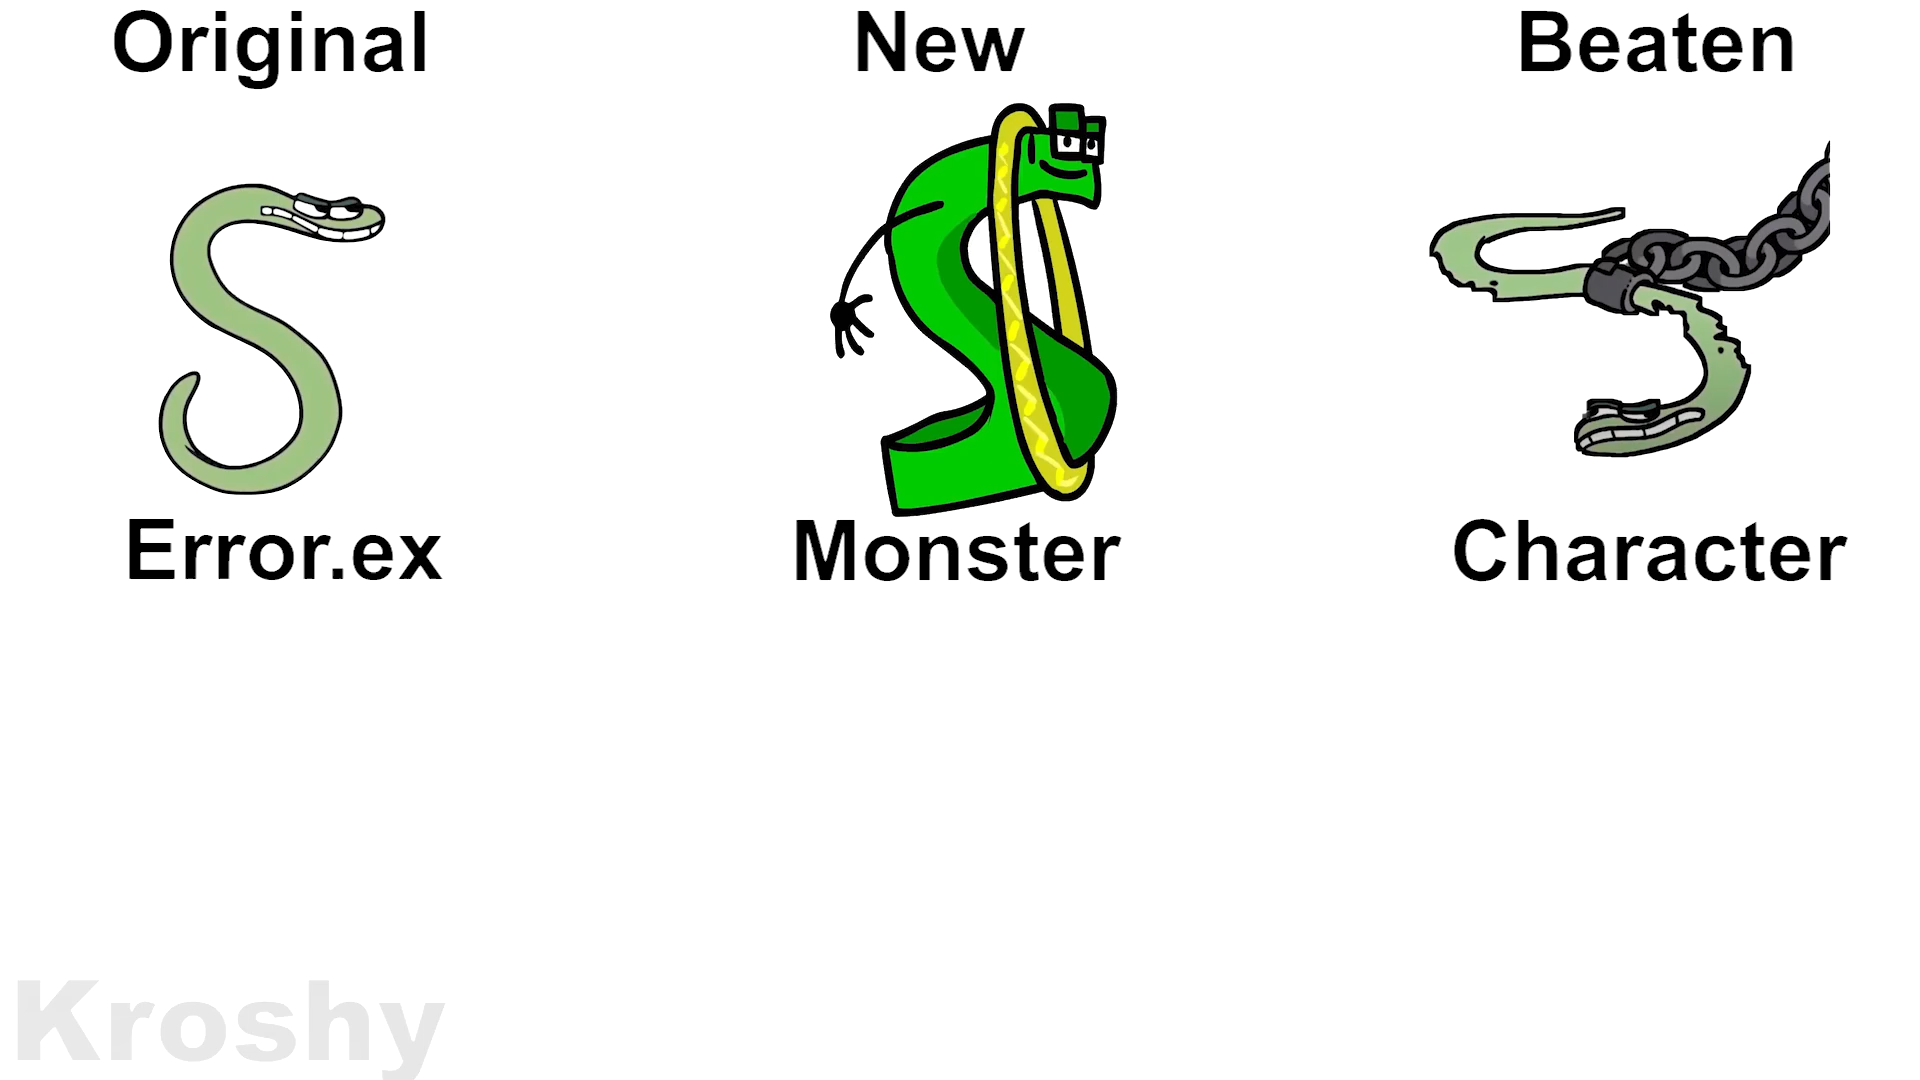 Original
New
Beaten
Error.ex
Monster
Character
Kroshy